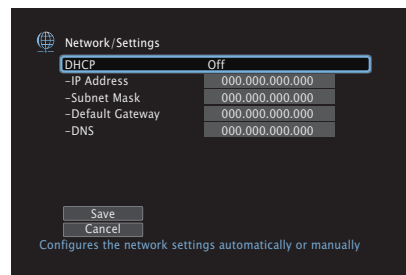 Network/Settings
DHCP Off
-IP Address 000.000.000.000
-Subnet Mask 000.000.000.000
-Default Gateway 000.000.000.000
-DNS 000.000.000.000
Save
Cancel
Configures the network settings automatically or manually